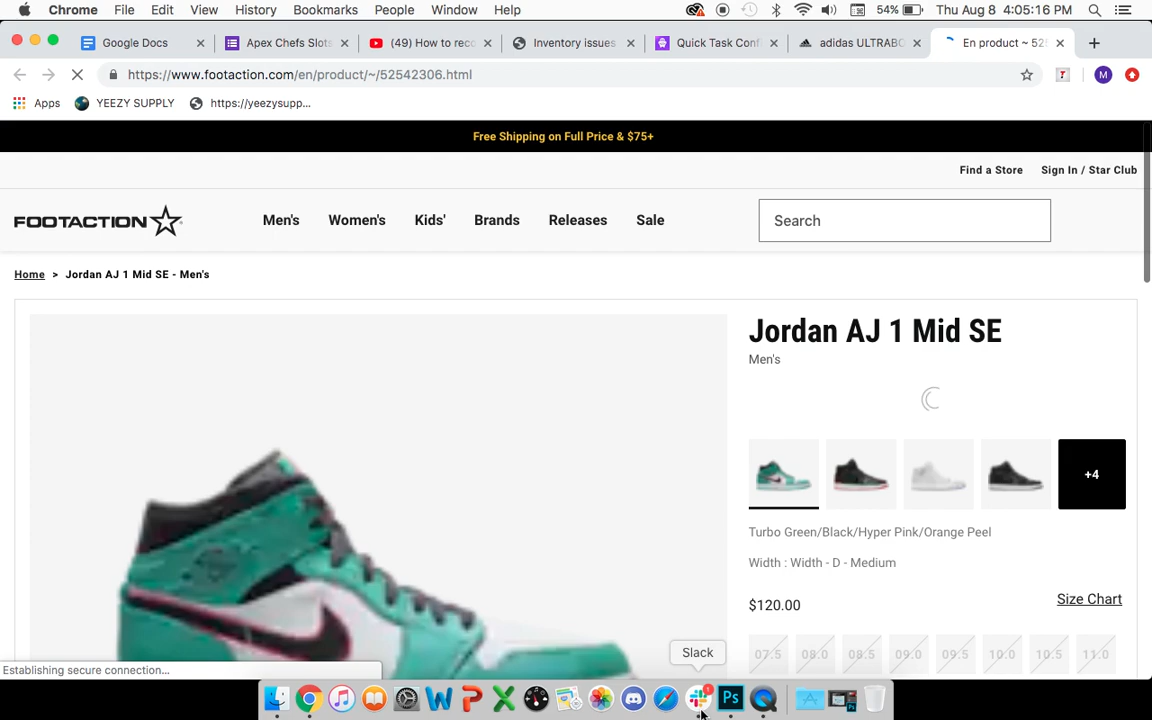 Chrome File Edit View History Bookmarks People Window Help 54% Thu Aug 8 4:05:16 PM
Google Docs Apex Chefs Slots (49) How to reco Inventory issues Quick Task Confi adidas ULTRABO En product ~ 525
https://www.footaction.com/en/product/~/52542306.html M
Apps YEEZY SUPPLY https://yeezysupp...
Free Shipping on Full Price & $75+
Find a Store Sign In / Star Club
FOOTACTION Men's Women's Kids' Brands Releases Sale Search
Home > Jordan AJ 1 Mid SE - Men's
Jordan AJ 1 Mid SE
Men's
+4
Turbo Green/Black/Hyper Pink/Orange Peel
Width : Width - D - Medium
$120.00 Size Chart
07.5 08.0 08.5 09.0 09.5 10.0 10.5 11.0
Slack
Establishing secure connection...
Ps